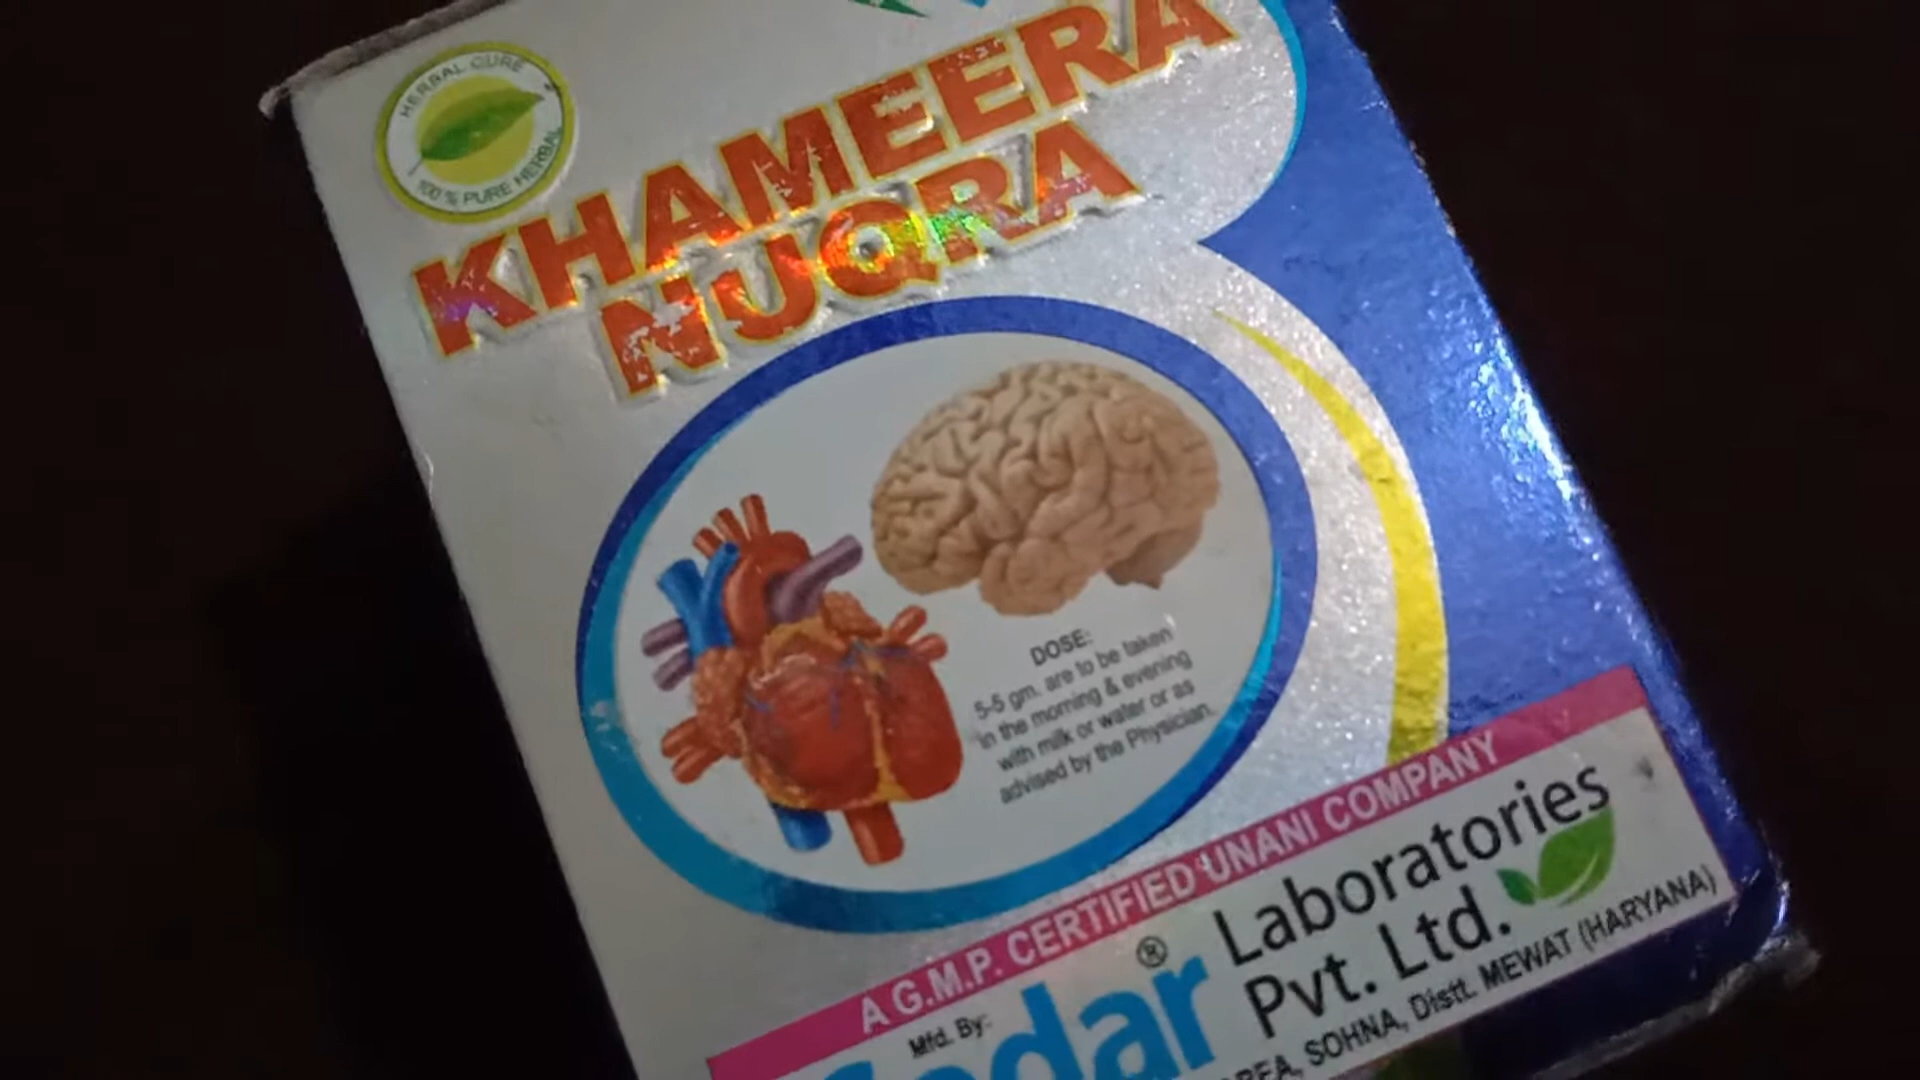 HERBAL CURE
100% PURE HERBAL
KHAMEERA
NUQRA
DOSE:
5-5 gm. are to be taken
in the morning & evening
with milk or water or as
advised by the Physician.
A G.M.P. CERTIFIED UNANI COMPANY
Mfd. By:
®
Laboratories
Pvt. Ltd.
SOHNA, Distt. MEWAT (HARYANA)